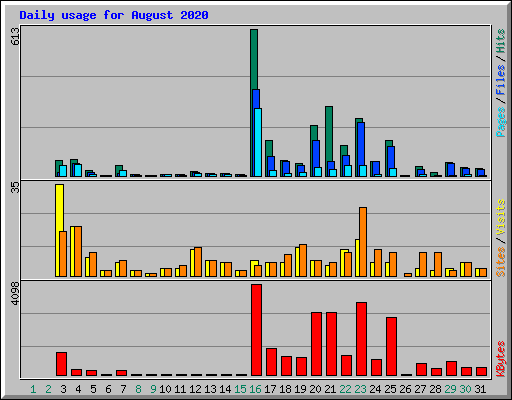 Daily usage for August 2020
613
Pages / Files / Hits
35
Sites / Visits
4098
KBytes
1 2 3 4 5 6 7 8 9 10 11 12 13 14 15 16 17 18 19 20 21 22 23 24 25 26 27 28 29 30 31